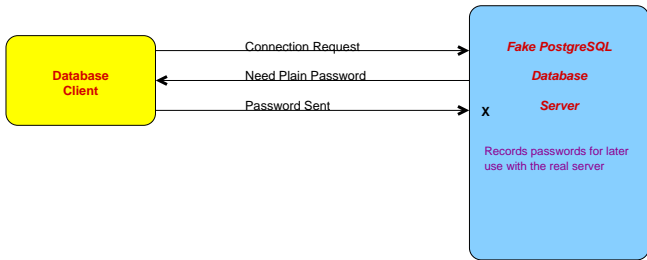 Database
Client
Connection Request
Need Plain Password
Password Sent
Fake PostgreSQL
Database
Server
X
Records passwords for later
use with the real server